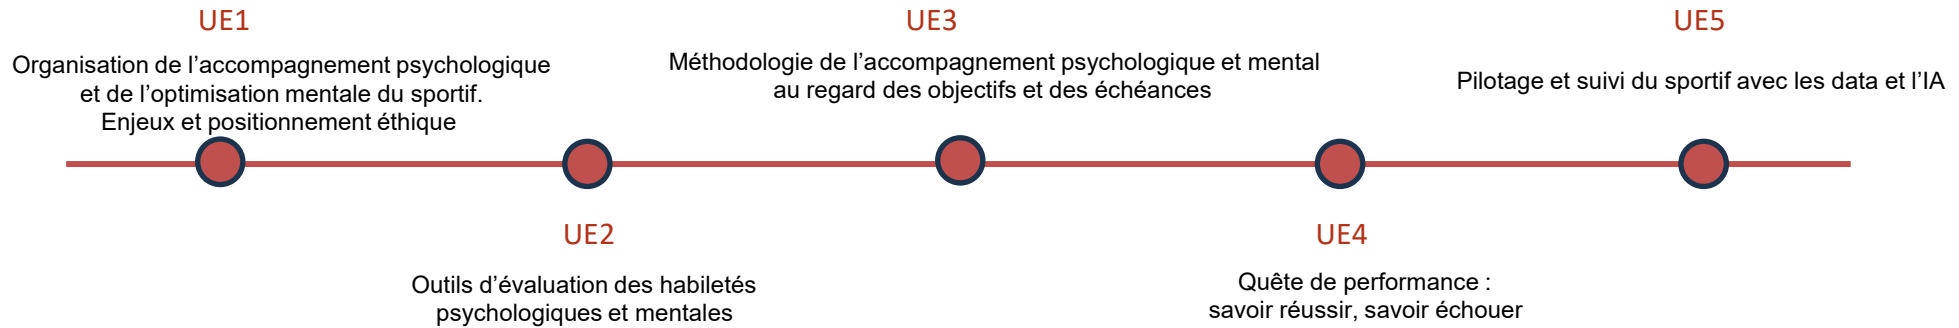 UE1
Organisation de l’accompagnement psychologique
et de l’optimisation mentale du sportif.
Enjeux et positionnement éthique
UE2
Outils d’évaluation des habiletés
psychologiques et mentales
UE3
Méthodologie de l’accompagnement psychologique et mental
au regard des objectifs et des échéances
UE4
Quête de performance :
savoir réussir, savoir échouer
UE5
Pilotage et suivi du sportif avec les data et l’IA